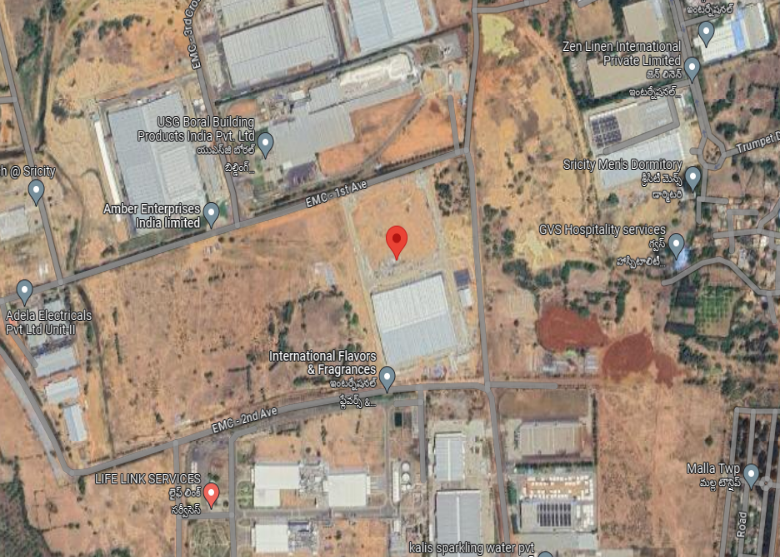 ఇంటర్నేషనల్
EMC - 3rd Cro
Zen Linen International
Private Limited
జెన్ లినెన్
ఇంటర్నేషనల్...
USG Boral Building
Products India Pvt. Ltd
యుఎస్‌జి బోరల్
బిల్డింగ్...
Trumpet D
h @ Sricity
Sricity Men's Dormitory
శ్రీసిటీ మెన్స్
డార్మిటరీ
EMC - 1st Ave
Amber Enterprises
India limited
GVS Hospitality services
గ్వ్స్
హాస్పిటాలిటీ...
Adela Electricals
Pvt Ltd Unit-II
International Flavors
& Fragrances
ఇంటర్నేషనల్
ఫ్లేవర్స్ &...
EMC - 2nd Ave
LIFE LINK SERVICES
లైఫ్ లింక్
సర్వీసెస్
Malla Twp
మల్ల ట్విప్
Road
kalis sparkling water pvt